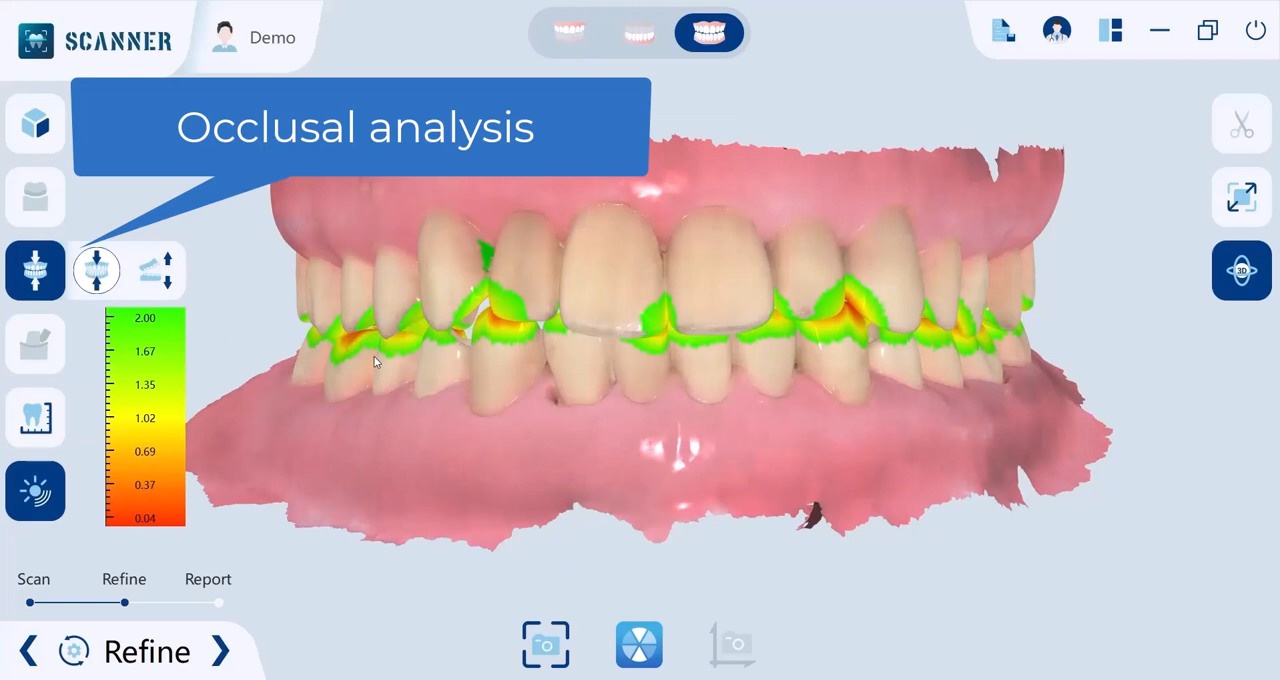 SCANNER
Demo
Occlusal analysis
3D
2.00
1.67
1.35
1.02
0.69
0.37
0.04
Scan Refine Report
Refine